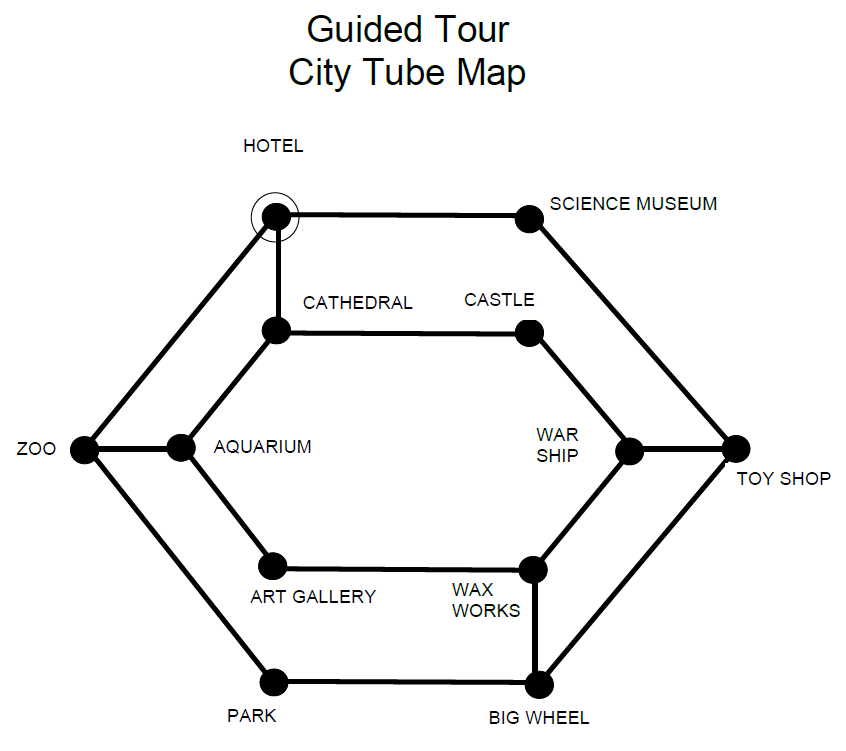 Guided Tour
City Tube Map
HOTEL
SCIENCE MUSEUM
CATHEDRAL
CASTLE
ZOO
AQUARIUM
WAR
SHIP
TOY SHOP
ART GALLERY
WAX
WORKS
PARK
BIG WHEEL